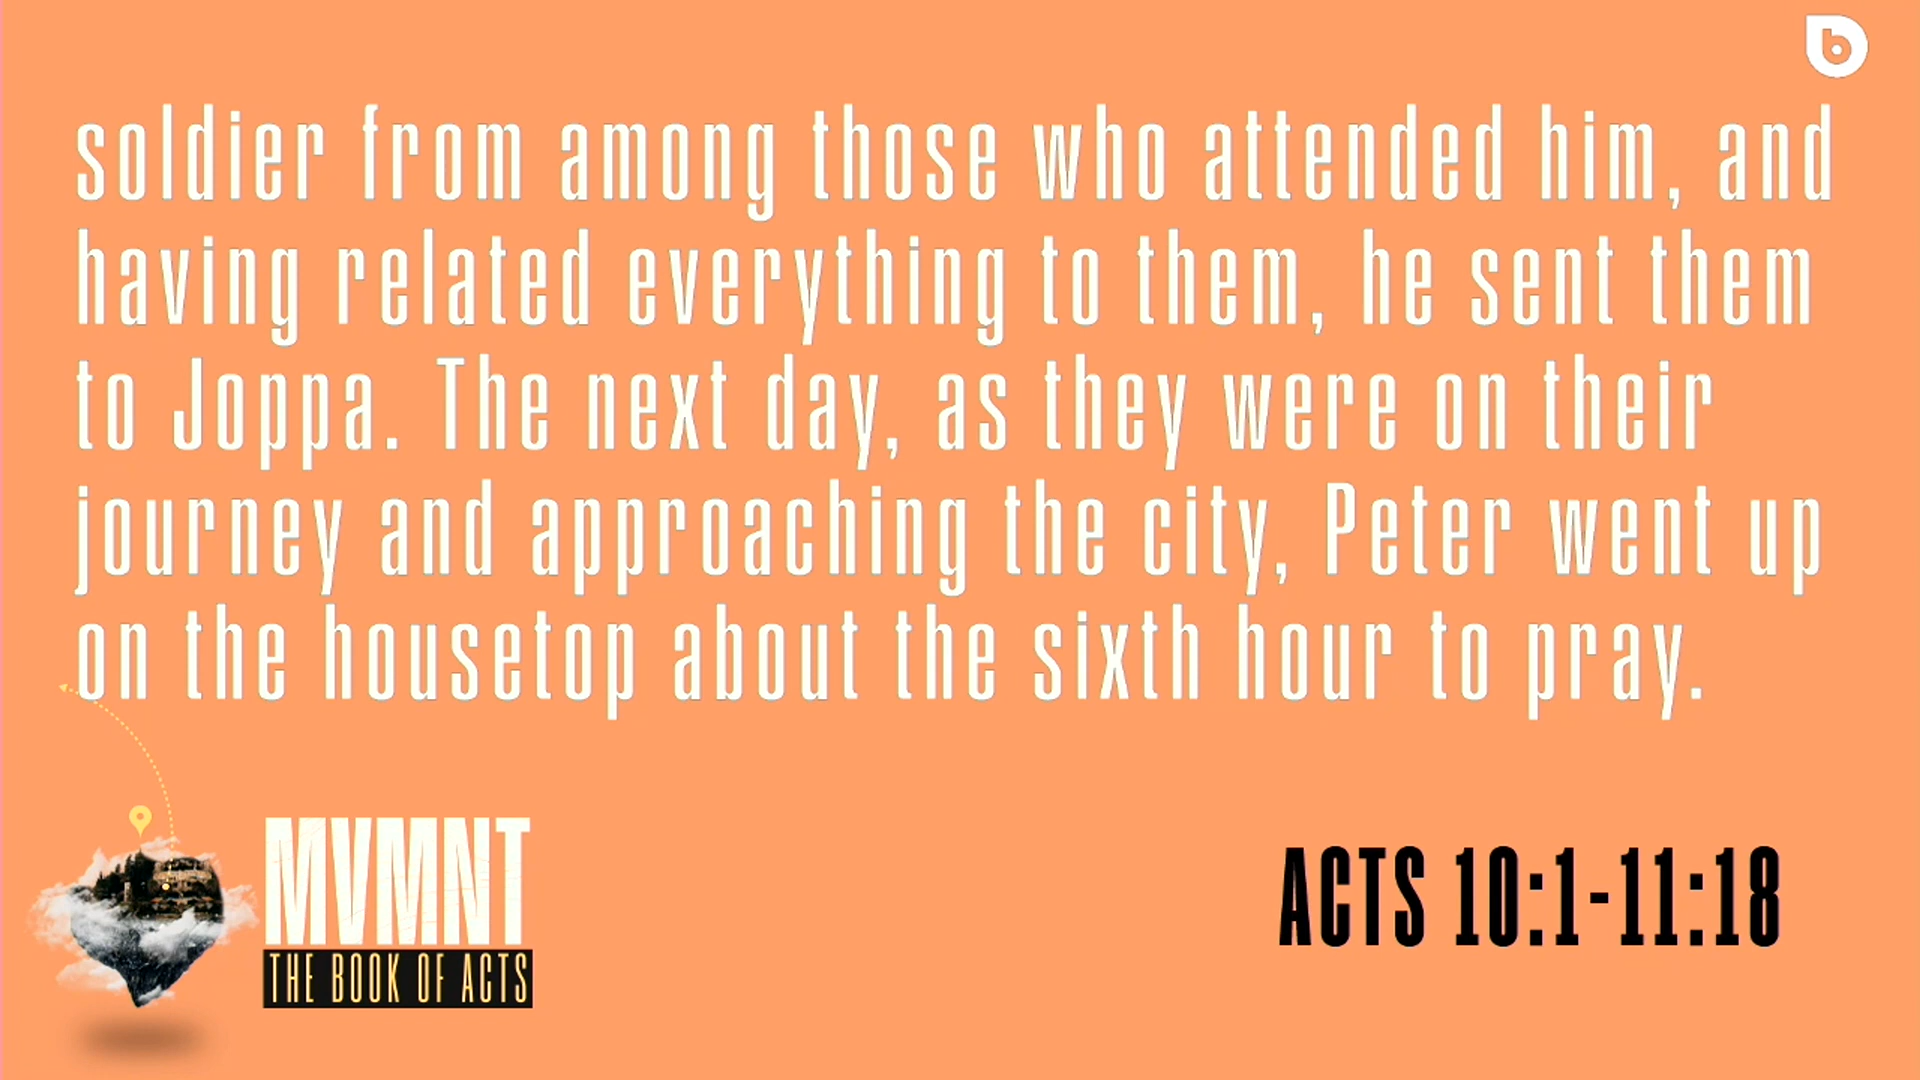 b
soldier from among those who attended him, and
having related everything to them, he sent them
to Joppa. The next day, as they were on their
journey and approaching the city, Peter went up
on the housetop about the sixth hour to pray.
MVMNT
THE BOOK OF ACTS
ACTS 10:1-11:18